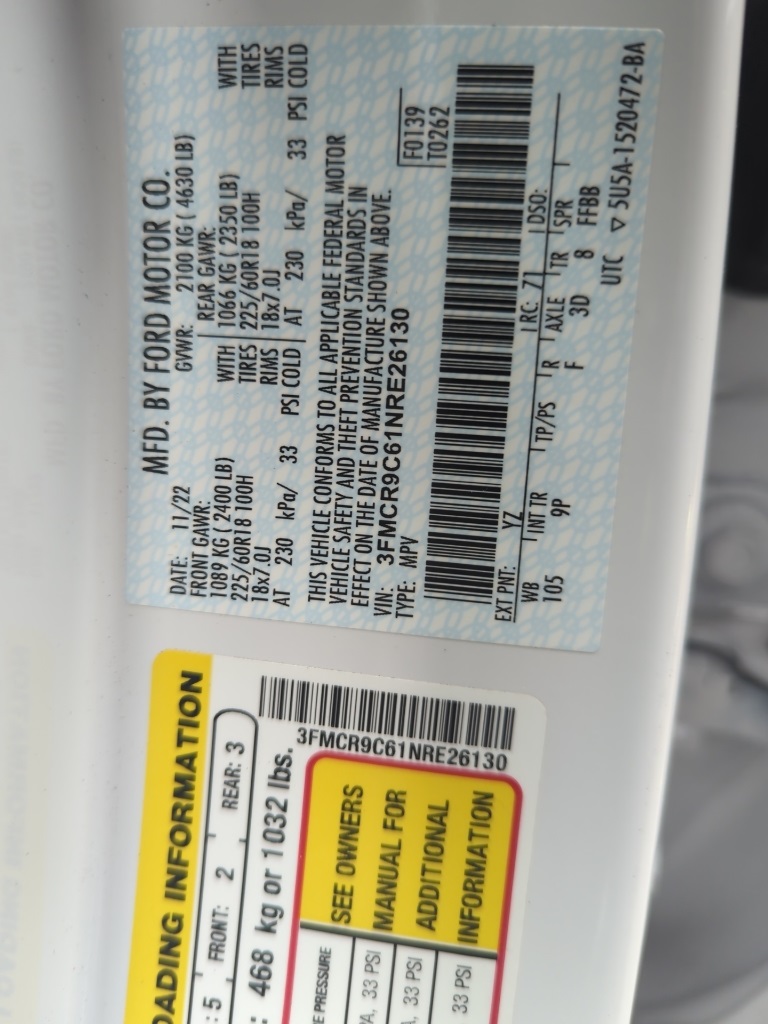 MFD. BY FORD MOTOR CO.
DATE: 11/22 GVWR: 2100 KG ( 4630 LB)
FRONT GAWR: REAR GAWR:
1089 KG ( 2400 LB) WITH 1066 KG ( 2350 LB) WITH
225/60R18 100H TIRES 225/60R18 100H TIRES
18x7.0J RIMS 18x7.0J RIMS
AT 230 kPa/ 33 PSI COLD AT 230 kPa/ 33 PSI COLD
THIS VEHICLE CONFORMS TO ALL APPLICABLE FEDERAL MOTOR
VEHICLE SAFETY AND THEFT PREVENTION STANDARDS IN
EFFECT ON THE DATE OF MANUFACTURE SHOWN ABOVE.
VIN: 3FMCR9C61NRE26130
TYPE: MPV
F0139
T0262
EXT PNT: YZ RC: 71 DSO:
WB INT TR TP/PS R AXLE TR SPR
105 9P F 3D 8 FFBB
UTC ▽ 5U5A-1520472-BA
OADING INFORMATION
: 5 FRONT: 2 REAR: 3
: 468 kg or 1032 lbs.
3FMCR9C61NRE26130
E PRESSURE
A, 33 PSI
A, 33 PSI
33 PSI
SEE OWNERS
MANUAL FOR
ADDITIONAL
INFORMATION